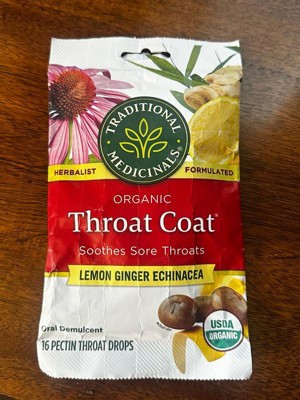 TRADITIONAL
MEDICINALS®
HERBALIST
FORMULATED
ORGANIC
Throat Coat®
Soothes Sore Throats
LEMON GINGER ECHINACEA
Oral Demulcent
16 PECTIN THROAT DROPS
USDA
ORGANIC